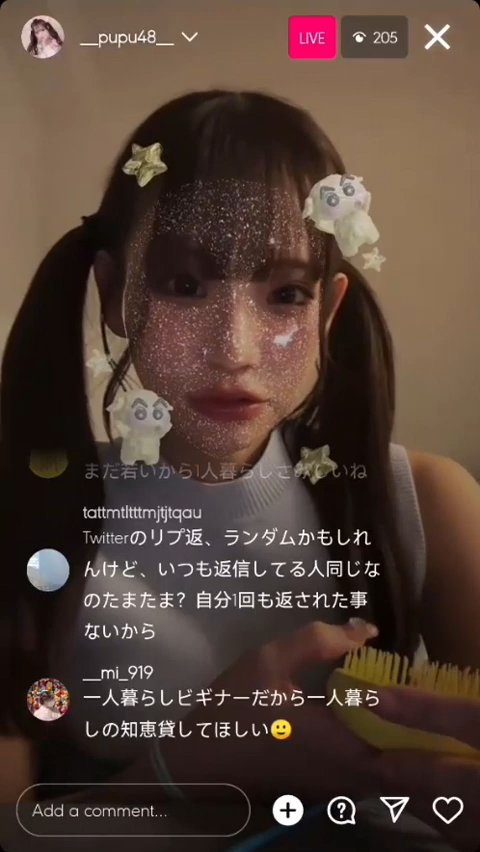 __pupu48__
LIVE
205
まだ若いから1人暮らしさみしいね
tattmtltttmjtjtqau
Twitterのリプ返、ランダムかもしれ
んけど、いつも返信してる人同じな
のたまたま？自分1回も返された事
ないから
__mi_919
一人暮らしビギナーだから一人暮ら
しの知恵貸してほしい🙂
Add a comment...